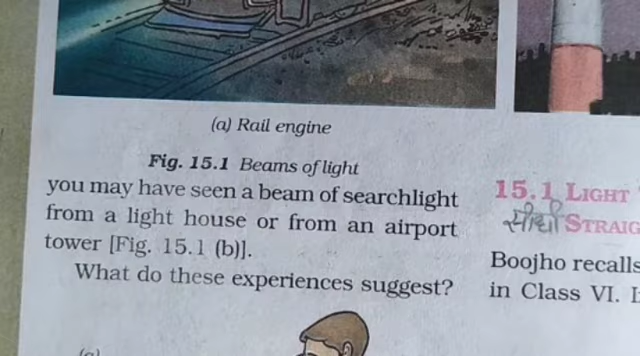 (a) Rail engine
Fig. 15.1 Beams of light
you may have seen a beam of searchlight
from a light house or from an airport
tower [Fig. 15.1 (b)].
What do these experiences suggest?
15.1 LIGHT
सीधी STRAIG
Boojho recalls
in Class VI. I